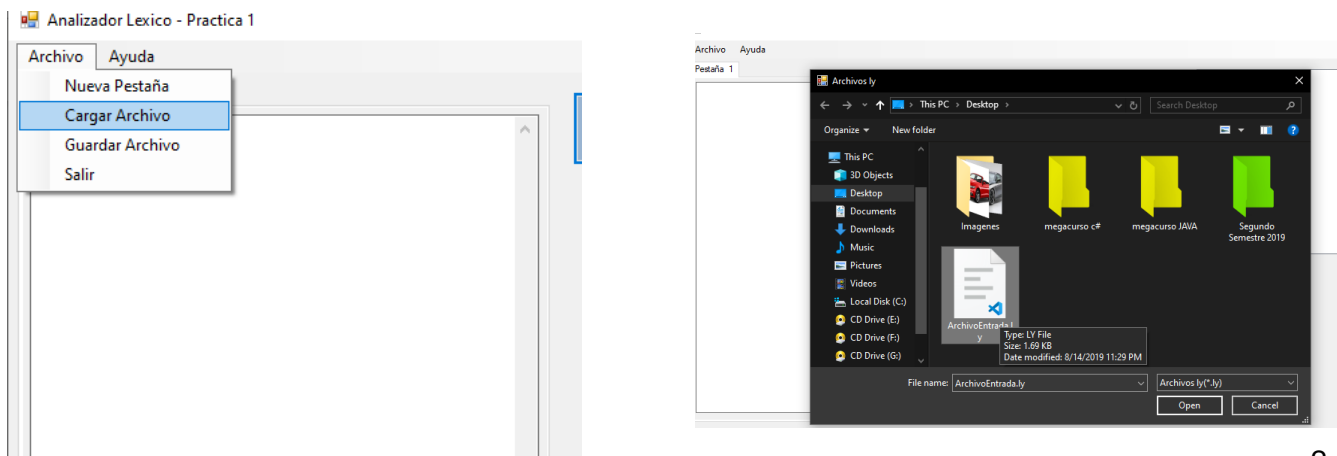 Analizador Lexico - Practica 1
Archivo Ayuda
Nueva Pestaña
Cargar Archivo
Guardar Archivo
Salir
Archivo Ayuda
Pestaña 1
Archivos ly
This PC > Desktop >
Search Desktop
Organize
New folder
This PC
3D Objects
Desktop
Documents
Downloads
Music
Pictures
Videos
Local Disk (C:)
CD Drive (E:)
CD Drive (F:)
CD Drive (G:)
Imagenes
megacurso c#
megacurso JAVA
Segundo
Semestre 2019
ArchivoEntrada.l
y
Type: LY File
Size: 1.69 KB
Date modified: 8/14/2019 11:29 PM
File name:
ArchivoEntrada.ly
Archivos ly(*.ly)
Open
Cancel